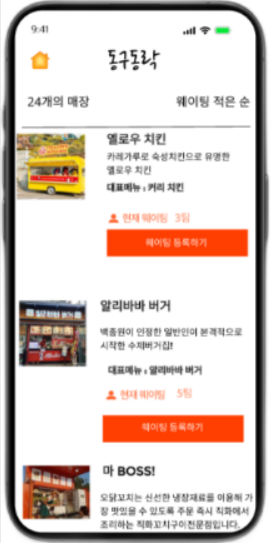 9:41
동구동락
24개의 매장
웨이팅 적은 순
옐로우 치킨
카레가루로 숙성치킨으로 유명한
옐로우 치킨
대표메뉴 : 커리 치킨
현재 웨이팅 3팀
웨이팅 등록하기
알리바바 버거
백종원이 인정한 일반인이 본격적으로
시작한 수제버거집!
대표메뉴 : 알리바바 버거
현재 웨이팅 5팀
웨이팅 등록하기
마 BOSS!
오닭꼬치는 신선한 냉장재료를 이용해 가
장 맛있을 수 있도록 주문 즉시 직화에서
조리하는 직화꼬치구이전문점입니다.